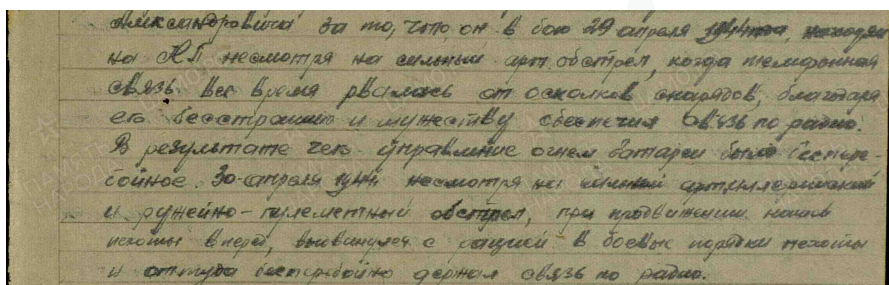 Александровича за то, что, он в бою 29 апреля 1944 года, находясь
на НП несмотря на сильный арт. обстрел, когда телефонная
связь все время рвалась от осколков снарядов, благодаря
его бесстрашию и мужеству обеспечил связь по радио.
В результате чего управление огнем батареи было беспере-
бойное. 30 апреля 1944 несмотря на сильный артиллерийский
и ружейно-пулеметный обстрел, при продвижении нашей
пехоты вперед, выдвинулся с рацией в боевые порядки пехоты
и оттуда бесперебойно держал связь по радио.